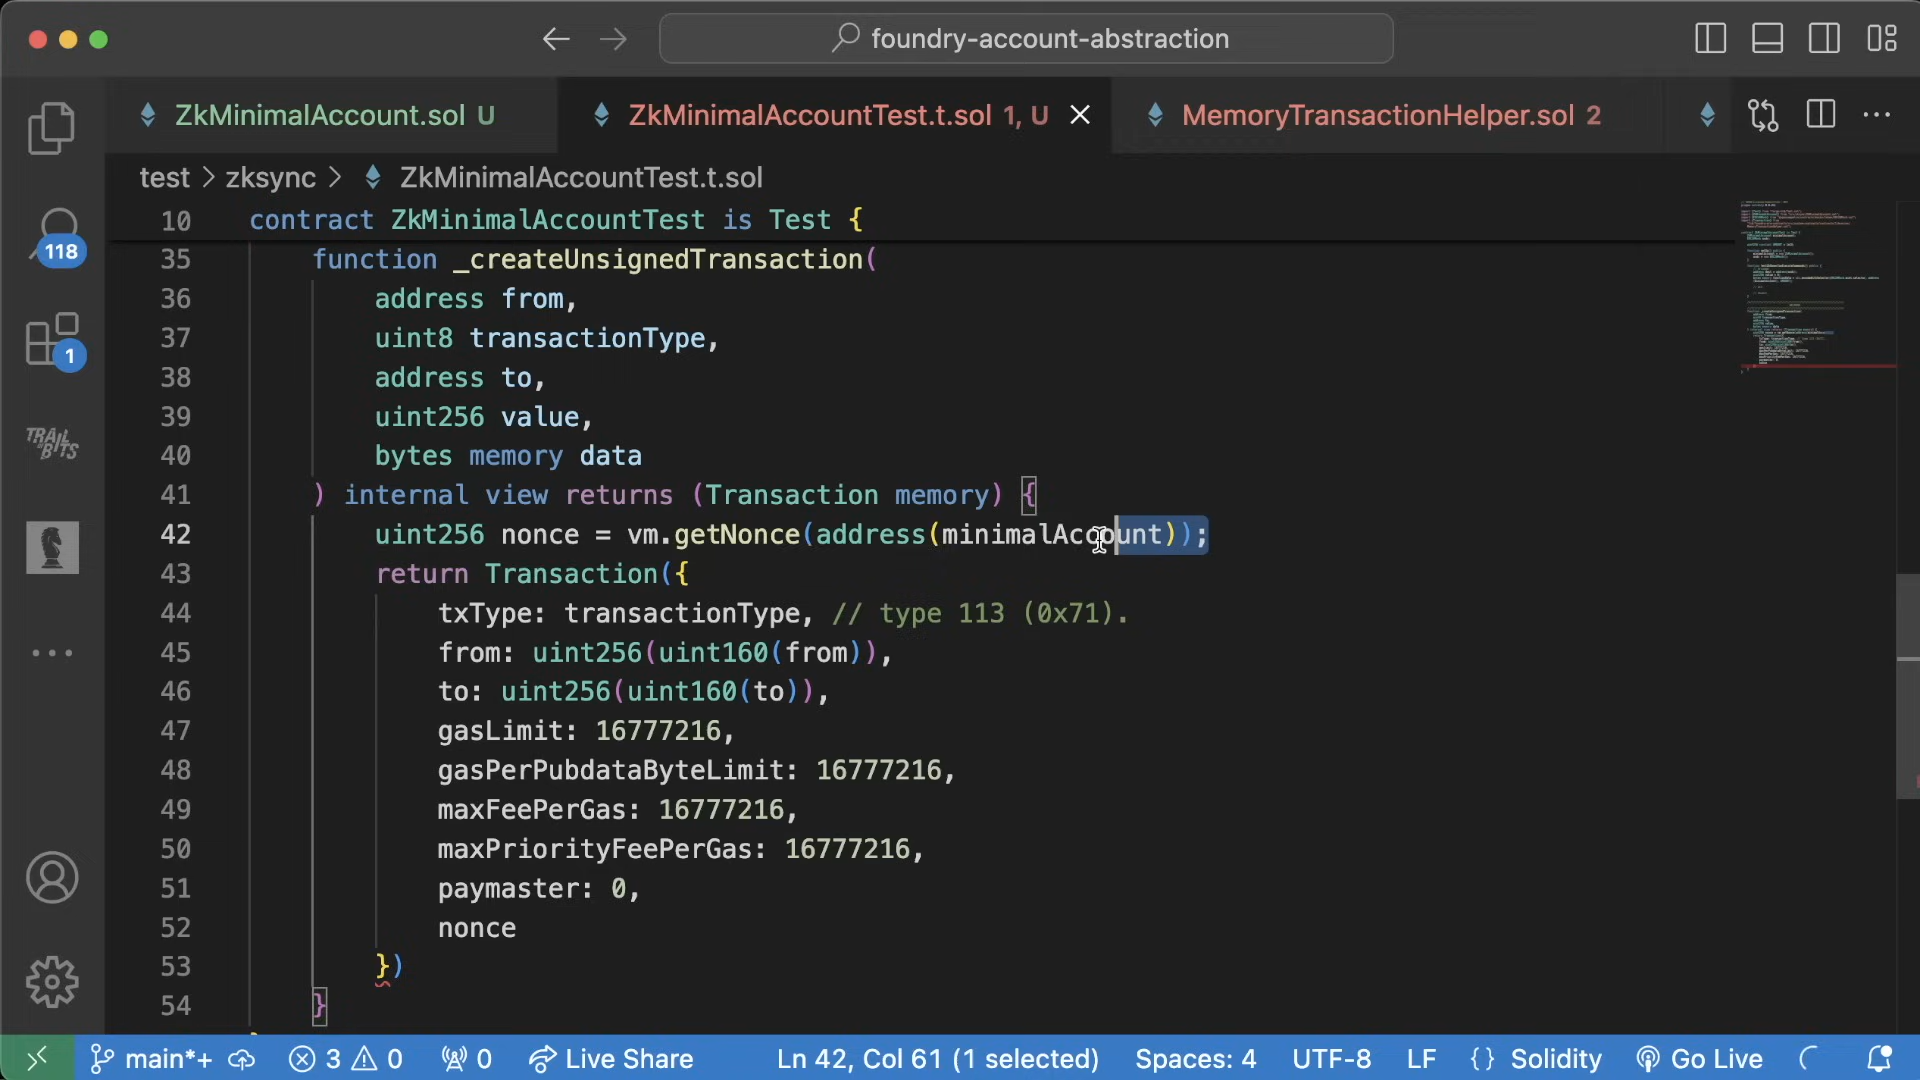 foundry-account-abstraction
ZkMinimalAccount.sol U
ZkMinimalAccountTest.t.sol 1, U
MemoryTransactionHelper.sol 2
test > zksync > ZkMinimalAccountTest.t.sol
118
1
TRAIL OF BITS
10 contract ZkMinimalAccountTest is Test {
35 function _createUnsignedTransaction(
36 address from,
37 uint8 transactionType,
38 address to,
39 uint256 value,
40 bytes memory data
41 ) internal view returns (Transaction memory) {
42 uint256 nonce = vm.getNonce(address(minimalAccount));
43 return Transaction({
44 txType: transactionType, // type 113 (0x71).
45 from: uint256(uint160(from)),
46 to: uint256(uint160(to)),
47 gasLimit: 16777216,
48 gasPerPubdataByteLimit: 16777216,
49 maxFeePerGas: 16777216,
50 maxPriorityFeePerGas: 16777216,
51 paymaster: 0,
52 nonce
53 })
54 }
main*+ 3 0 0 Live Share Ln 42, Col 61 (1 selected) Spaces: 4 UTF-8 LF {} Solidity Go Live